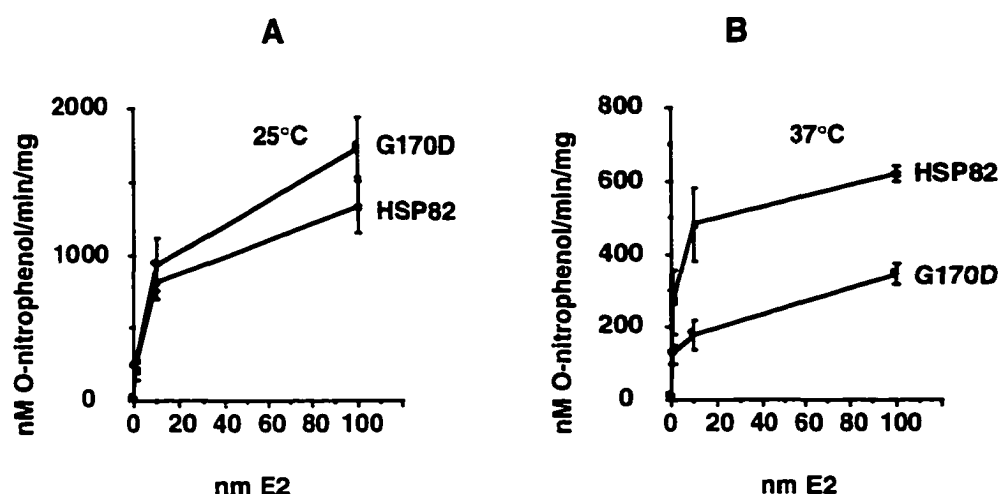 A
2000
1000
0
nM O-nitrophenol/min/mg
25°C
G170D
HSP82
0 20 40 60 80 100
nm E2
B
800
600
400
200
0
nM O-nitrophenol/min/mg
37°C
HSP82
G170D
0 20 40 60 80 100
nm E2